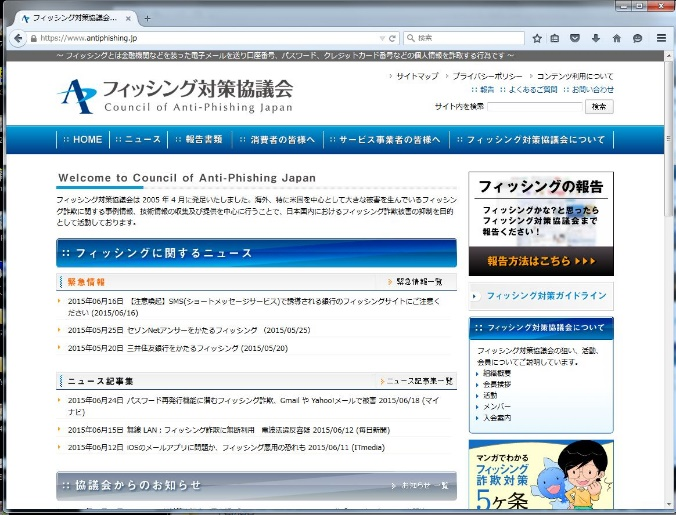 フィッシング対策協議会...
https://www.antiphishing.jp
検索
～ フィッシングとは金融機関などを装った電子メールを送り口座番号、パスワード、クレジットカード番号などの個人情報を詐取する行為です ～
フィッシング対策協議会
Council of Anti-Phishing Japan
サイトマップ プライバシーポリシー コンテンツ利用について
報告 よくあるご質問 お問い合わせ
サイト内を検索 検索
HOME ニュース 報告書類 消費者の皆様へ サービス事業者の皆様へ フィッシング対策協議会について
Welcome to Council of Anti-Phishing Japan
フィッシング対策協議会は 2005 年 4 月に発足いたしました。海外、特に米国を中心として大きな被害を生んでいるフィッシ
ング詐欺に関する事例情報、技術情報の収集及び提供を中心に行うことで、日本国内におけるフィッシング詐欺被害の抑制を目的
として活動しております。
フィッシングに関するニュース
緊急情報 緊急情報一覧
2015年06月16日 【注意喚起】SMS(ショートメッセージサービス)で誘導される銀行のフィッシングサイトにご注意く
ださい (2015/06/16)
2015年05月25日 セゾンNetアンサーをかたるフィッシング (2015/05/25)
2015年05月20日 三井住友銀行をかたるフィッシング (2015/05/20)
ニュース記事集 ニュース記事集一覧
2015年06月24日 パスワード再発行機能に潜むフィッシング詐欺、Gmail や Yahoo!メールで被害 2015/06/18 (マイ
ナビ)
2015年06月15日 無線 LAN：フィッシング詐欺に無断利用 電波法違反容疑 2015/06/12 (毎日新聞)
2015年06月12日 iOSのメールアプリに問題か、フィッシング悪用の恐れも 2015/06/11 (ITmedia)
協議会からのお知らせ お知らせ一覧
フィッシングの報告
フィッシングかな?と思ったら
フィッシング対策協議会まで
報告ください!
報告方法はこちら
フィッシング対策ガイドライン
フィッシング対策協議会について
フィッシング対策協議会の狙い、活動、
会員についてご説明しています。
組織概要
会長挨拶
活動
メンバー
入会案内
マンガでわかる
フィッシング
詐欺対策
5ヶ条